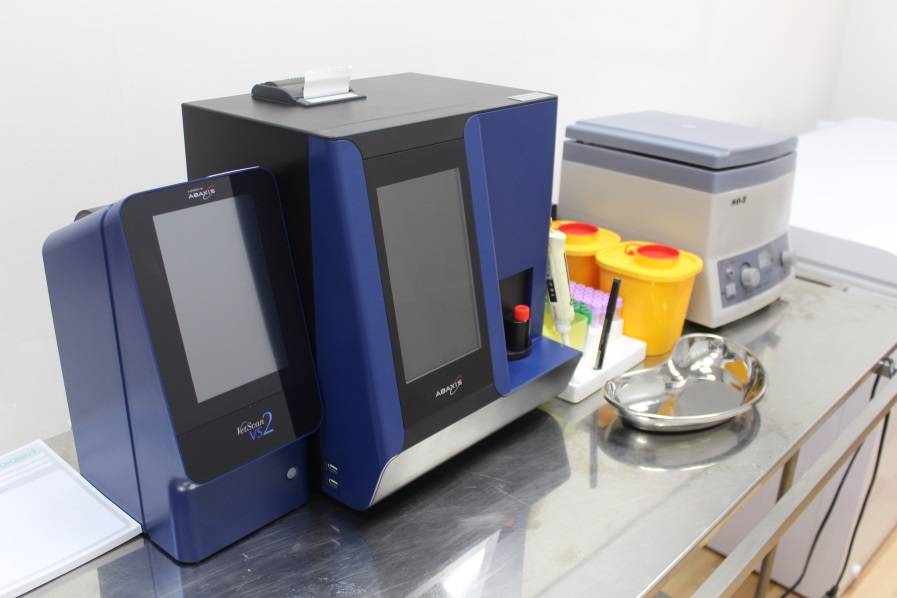 ABAXIS
VetScan
VS2
ABAXIS
80-2